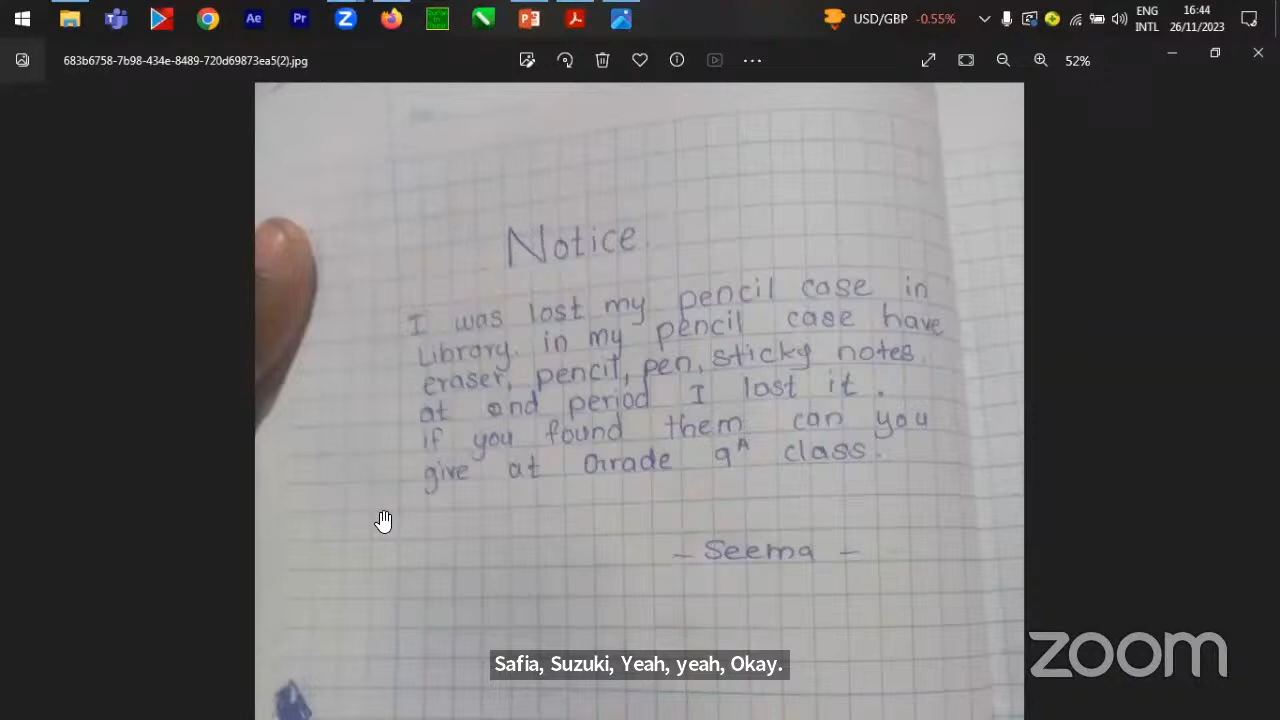 USD/GBP -0.55%
ENG
INTL
16:44
26/11/2023
683b6758-7b98-434e-8489-720d69873ea5(2).jpg
52%
Notice
I was lost my pencil case in
Library. in my pencil case have
eraser, pencil, pen, sticky notes.
at 2nd period I lost it.
if you found them can you
give at Grade 9A class.
- Seema -
Safia, Suzuki, Yeah, yeah, Okay.
zoom